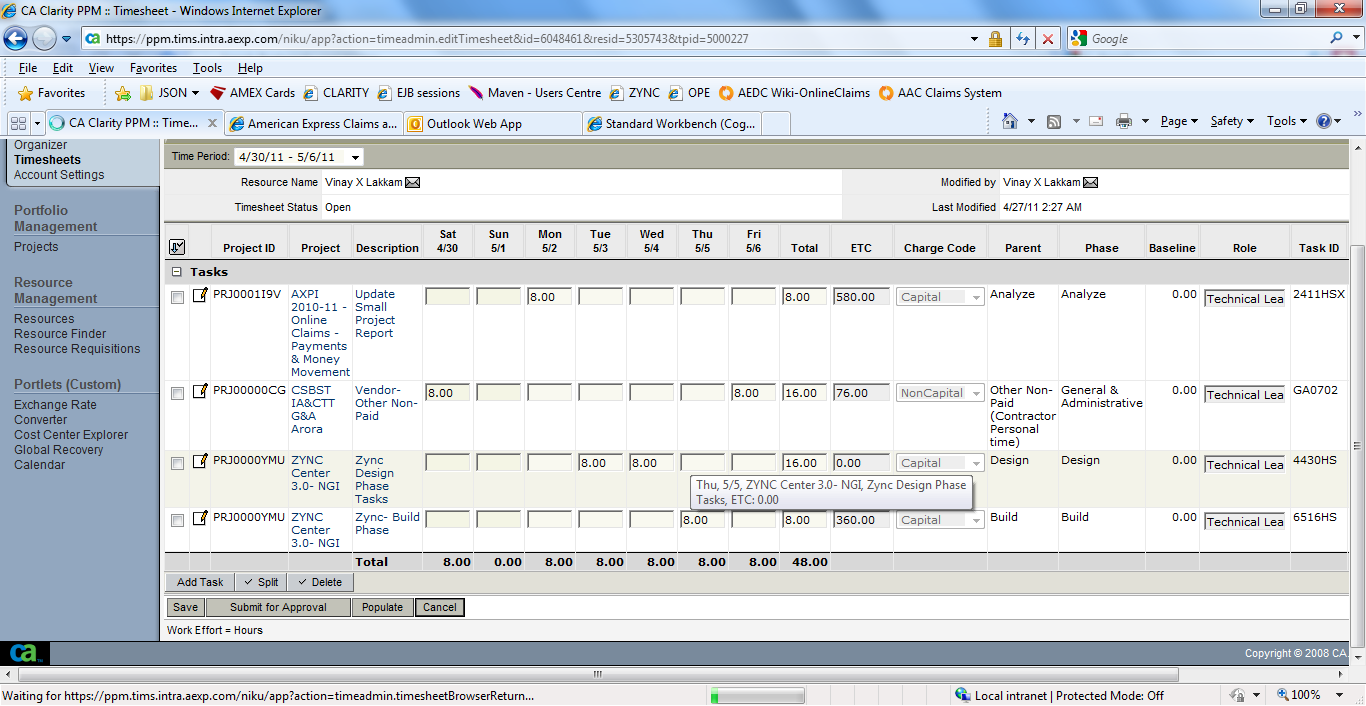 CA Clarity PPM :: Timesheet - Windows Internet Explorer
https://ppm.tims.intra.aexp.com/niku/app?action=timeadmin.editTimesheet&id=6048461&resid=5305743&tpid=5000227
Google
File Edit View Favorites Tools Help
Favorites JSON AMEX Cards CLARITY EJB sessions Maven - Users Centre ZYNC OPE AEDC Wiki-OnlineClaims AAC Claims System
CA Clarity PPM :: Time... American Express Claims a... Outlook Web App Standard Workbench (Cog... Page Safety Tools
Organizer
Timesheets
Account Settings
Portfolio
Management
Projects
Resource
Management
Resources
Resource Finder
Resource Requisitions
Portlets (Custom)
Exchange Rate
Converter
Cost Center Explorer
Global Recovery
Calendar
Time Period: 4/30/11 - 5/6/11
Resource Name Vinay X Lakkam Modified by Vinay X Lakkam
Timesheet Status Open Last Modified 4/27/11 2:27 AM
Sat Sun Mon Tue Wed Thu Fri
Project ID Project Description 4/30 5/1 5/2 5/3 5/4 5/5 5/6 Total ETC Charge Code Parent Phase Baseline Role Task ID
Tasks
PRJ0001I9V AXPI Update 8.00 8.00 580.00 Capital Analyze Analyze 0.00 Technical Lea 2411HSX
2010-11 - Small
Online Project
Claims - Report
Payments
& Money
Movement
PRJ00000CG CSBST Vendor- 8.00 8.00 16.00 76.00 NonCapital Other Non- General & 0.00 Technical Lea GA0702
IA&CTT Other Non- Paid Administrative
G&A Paid (Contractor
Arora Personal
time)
PRJ0000YMU ZYNC Zync 8.00 8.00 16.00 0.00 Capital Design Design 0.00 Technical Lea 4430HS
Center Design
3.0- NGI Phase
Tasks
Thu, 5/5, ZYNC Center 3.0- NGI, Zync Design Phase
Tasks, ETC: 0.00
PRJ0000YMU ZYNC Zync- Build 8.00 8.00 360.00 Capital Build Build 0.00 Technical Lea 6516HS
Center Phase
3.0- NGI
Total 8.00 0.00 8.00 8.00 8.00 8.00 8.00 48.00
Add Task Split Delete
Save Submit for Approval Populate Cancel
Work Effort = Hours
ca
Copyright © 2008 CA.
Waiting for https://ppm.tims.intra.aexp.com/niku/app?action=timeadmin.timesheetBrowserReturn... Local intranet | Protected Mode: Off 100%